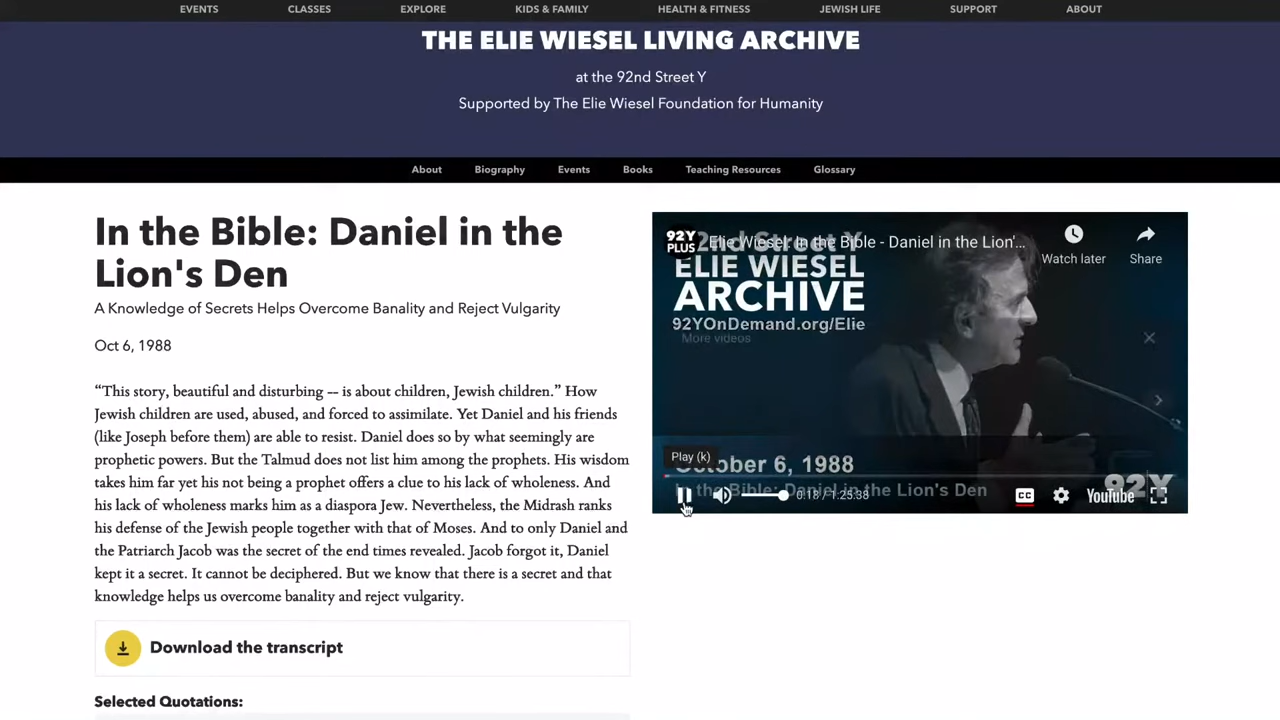 EVENTS CLASSES EXPLORE KIDS & FAMILY HEALTH & FITNESS JEWISH LIFE SUPPORT ABOUT
THE ELIE WIESEL LIVING ARCHIVE
at the 92nd Street Y
Supported by The Elie Wiesel Foundation for Humanity
About Biography Events Books Teaching Resources Glossary
In the Bible: Daniel in the
Lion's Den
A Knowledge of Secrets Helps Overcome Banality and Reject Vulgarity
Oct 6, 1988
“This story, beautiful and disturbing -- is about children, Jewish children.” How
Jewish children are used, abused, and forced to assimilate. Yet Daniel and his friends
(like Joseph before them) are able to resist. Daniel does so by what seemingly are
prophetic powers. But the Talmud does not list him among the prophets. His wisdom
takes him far yet his not being a prophet offers a clue to his lack of wholeness. And
his lack of wholeness marks him as a diaspora Jew. Nevertheless, the Midrash ranks
his defense of the Jewish people together with that of Moses. And to only Daniel and
the Patriarch Jacob was the secret of the end times revealed. Jacob forgot it, Daniel
kept it a secret. It cannot be deciphered. But we know that there is a secret and that
knowledge helps us overcome banality and reject vulgarity.
Download the transcript
Selected Quotations:
92Y
PLUS
92nd Street Y
Elie Wiesel: In the Bible - Daniel in the Lion'...
Watch later
Share
ELIE WIESEL
ARCHIVE
92YOnDemand.org/Elie
More videos
Play (k)
October 6, 1988
In the Bible: Daniel in the Lion's Den
92Y
0:18 / 1:25:38
CC
YouTube